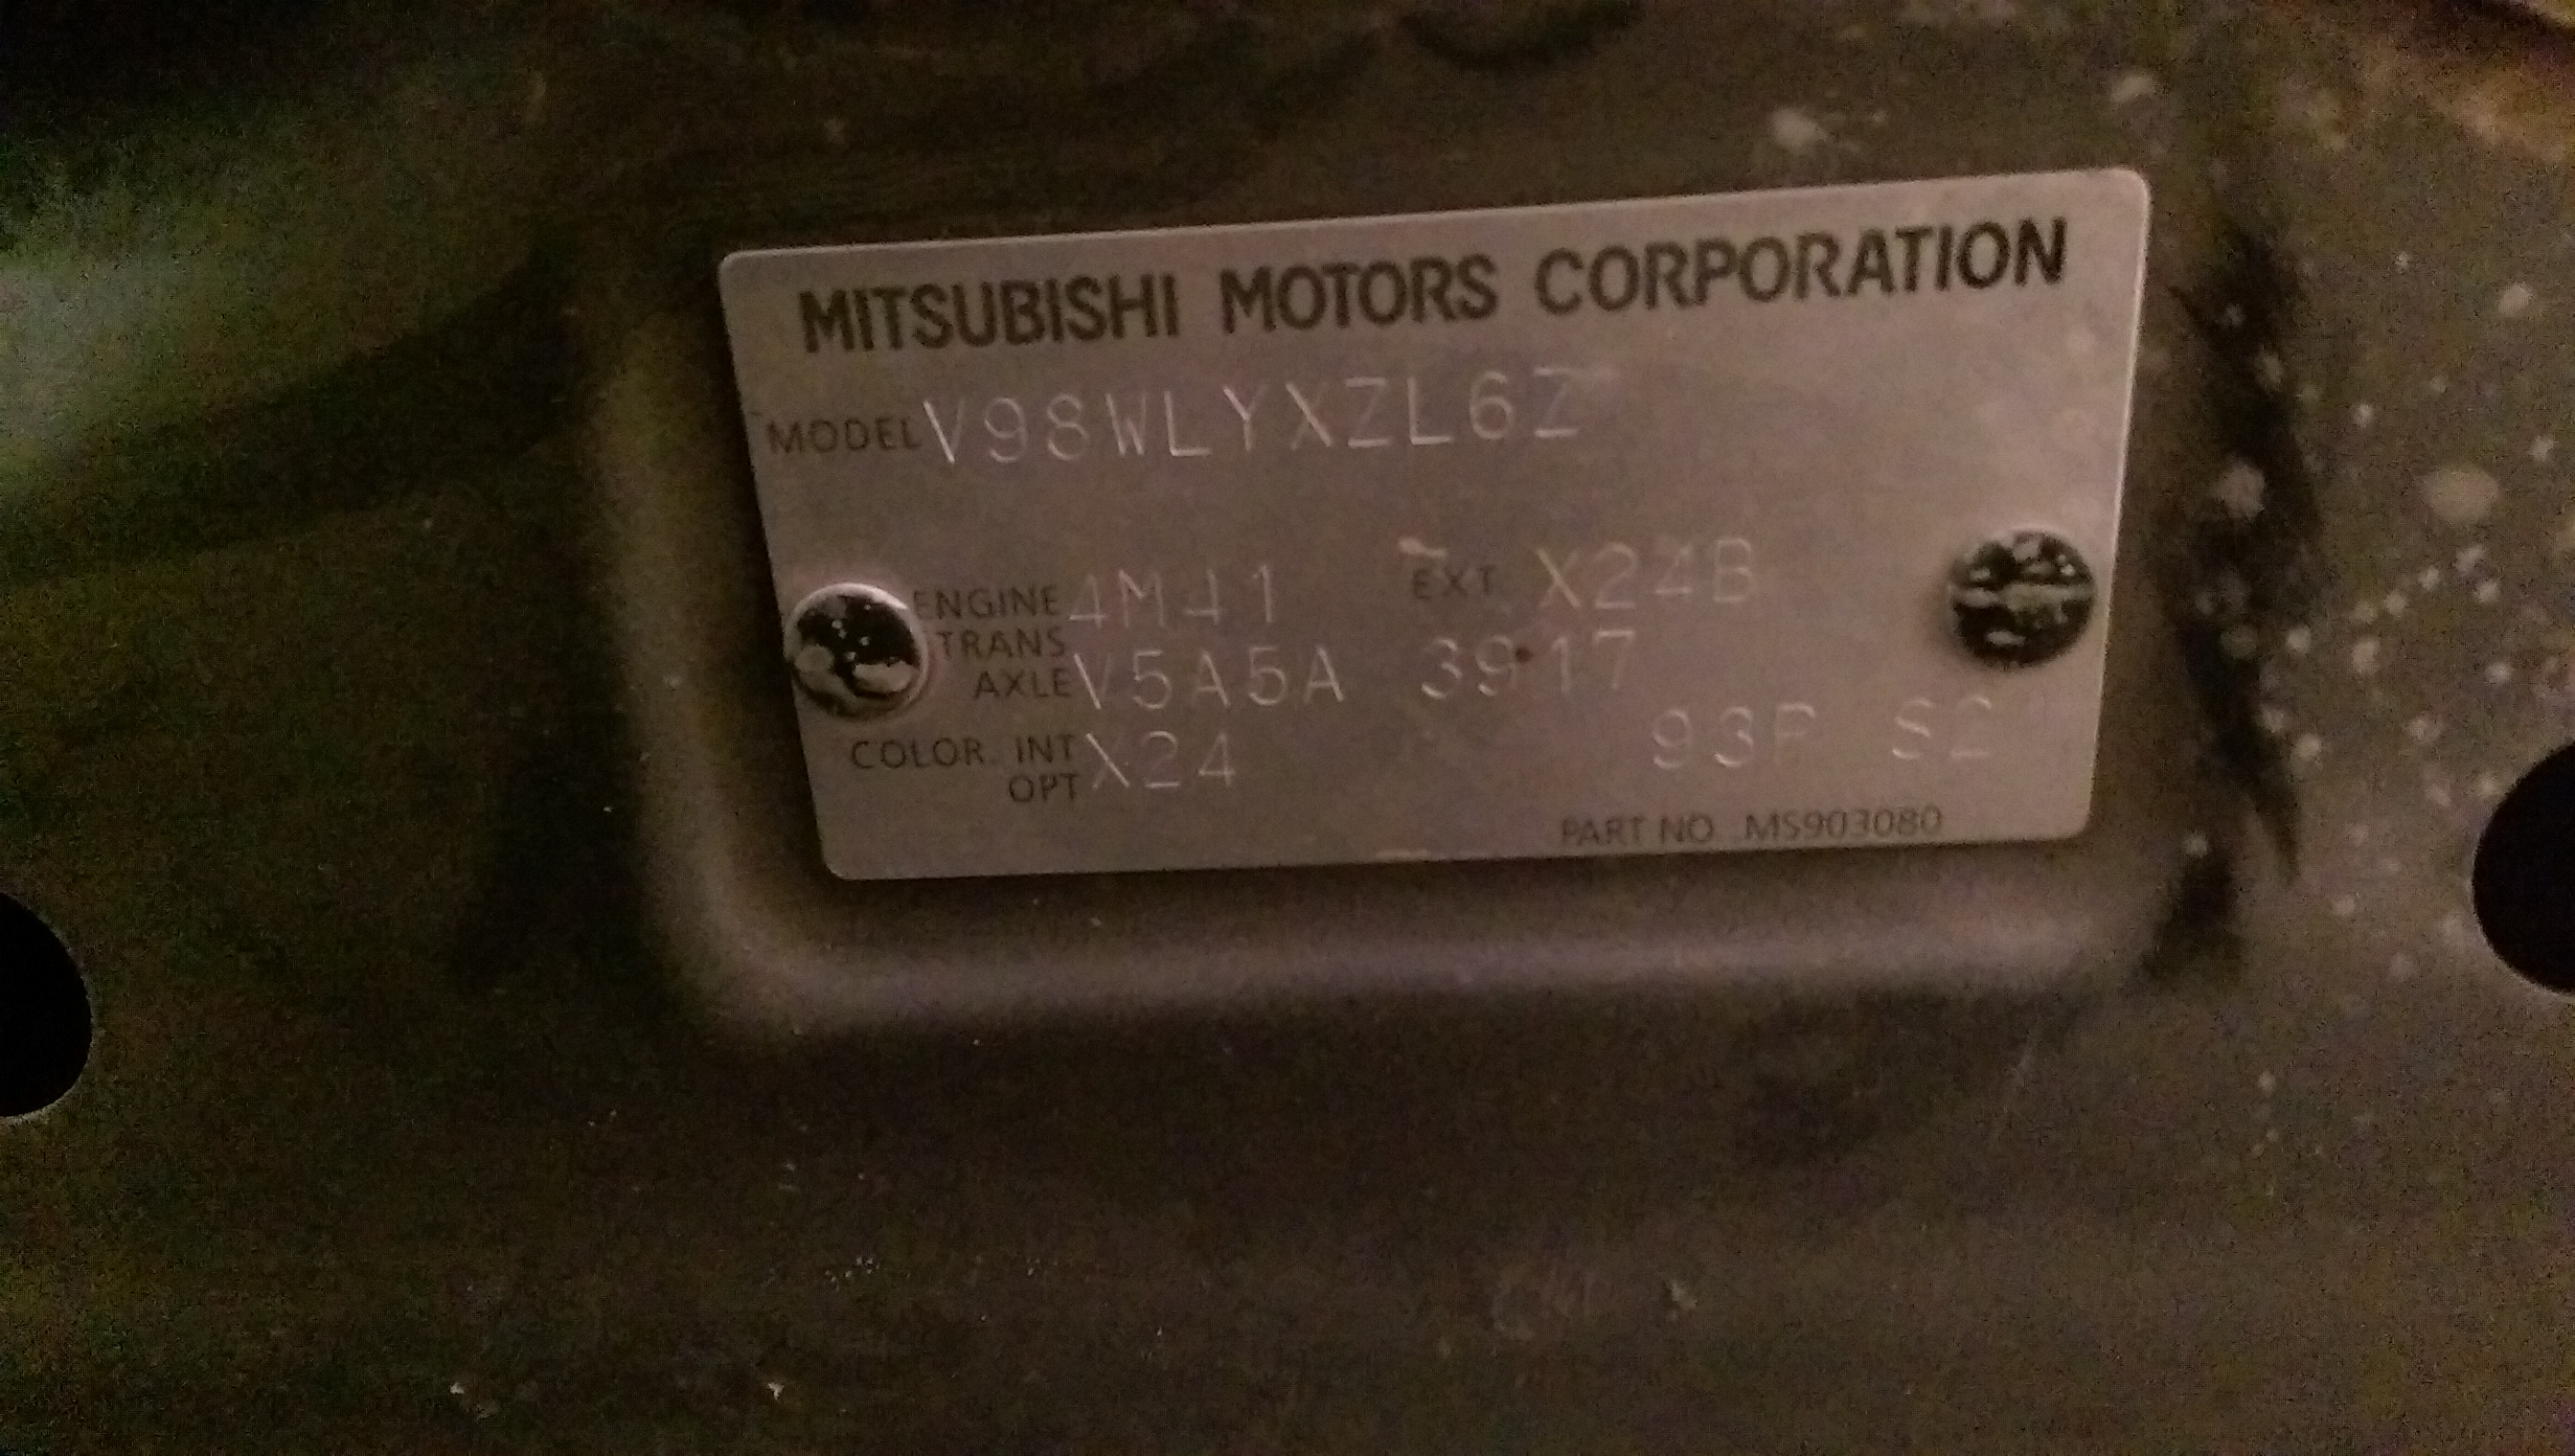 MITSUBISHI MOTORS CORPORATION
MODEL V98WLYXZL6Z
ENGINE 4M41 EXT X24B
TRANS
AXLE V5A5A 3917
COLOR. INT X24 93P
OPT
PART NO. MS903080